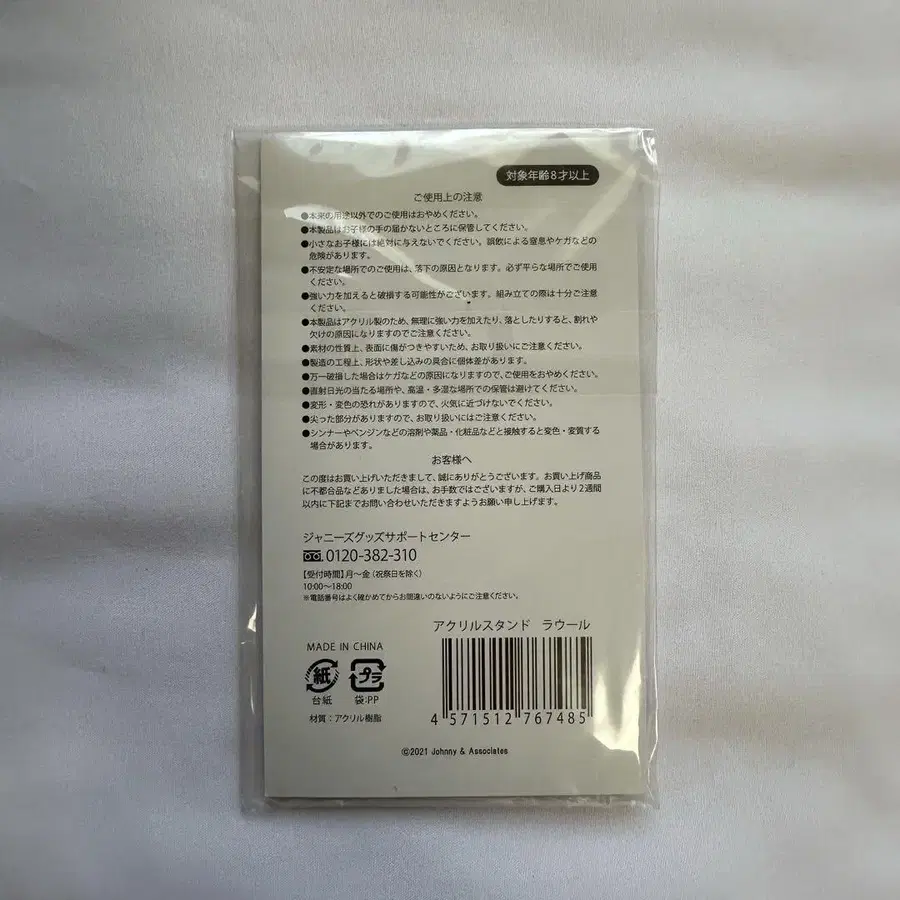 対象年齢8才以上
ご使用上の注意
●本来の用途以外でのご使用はおやめください。
●本製品はお子様の手の届かないところに保管してください。
●小さなお子様には絶対に与えないでください。誤飲による窒息やケガなどの
危険があります。
●不安定な場所でのご使用は、落下の原因となります。必ず平らな場所でご使用
ください。
●強い力を加えると破損する可能性がございます。組み立ての際は十分ご注意
ください。
●本製品はアクリル製のため、無理に強い力を加えたり、落としたりすると、割れや
欠けの原因になりますのでご注意ください。
●素材の性質上、表面に傷がつきやすいため、お取り扱いにご注意ください。
●製造の工程上、形状や差し込みの具合に個体差があります。
●万一破損した場合はケガなどの原因になりますので、ご使用をおやめください。
●直射日光の当たる場所や、高温・多湿な場所での保管は避けてください。
●変形・変色の恐れがありますので、火気に近づけないでください。
●尖った部分がありますので、お取り扱いにはご注意ください。
●シンナーやベンジンなどの溶剤や薬品・化粧品などと接触すると変色・変質する
場合があります。
お客様へ
この度はお買い上げいただきまして、誠にありがとうございます。お買い上げ商品
に不都合品などありました場合は、お手数ではございますが、ご購入日より2週間
以内に下記までお問い合わせいただきますようお願い申し上げます。
ジャニーズグッズサポートセンター
0120-382-310
【受付時間】月〜金（祝祭日を除く）
10:00〜18:00
※電話番号はよく確かめてからお間違いのないようにご注意ください。
アクリルスタンド ラウール
MADE IN CHINA
紙 プラ
台紙 袋:PP
材質：アクリル樹脂
4 571512 767485
©2021 Johnny & Associates